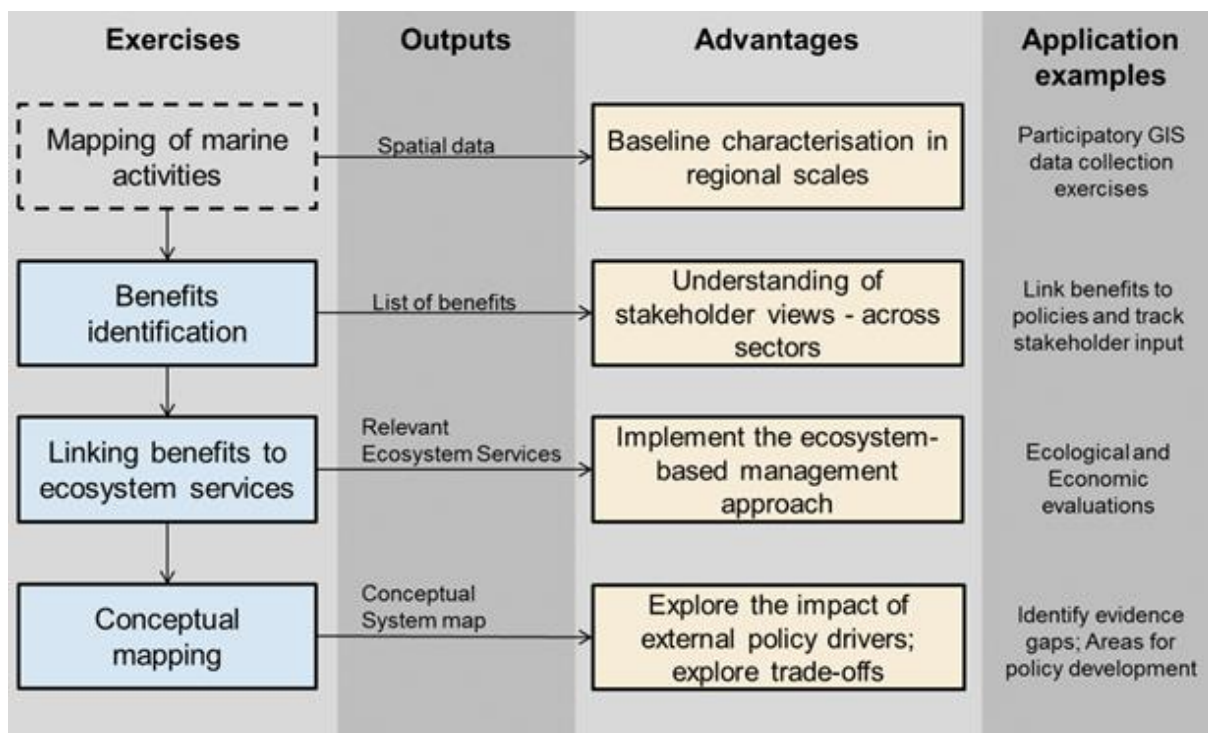 Exercises
Outputs
Advantages
Application
examples
Mapping of marine
activities
Spatial data
Baseline characterisation in
regional scales
Participatory GIS
data collection
exercises
Benefits
identification
List of benefits
Understanding of
stakeholder views - across
sectors
Link benefits to
policies and track
stakeholder input
Linking benefits to
ecosystem services
Relevant
Ecosystem Services
Implement the ecosystem-
based management
approach
Ecological and
Economic
evaluations
Conceptual
mapping
Conceptual
System map
Explore the impact of
external policy drivers;
explore trade-offs
Identify evidence
gaps; Areas for
policy development